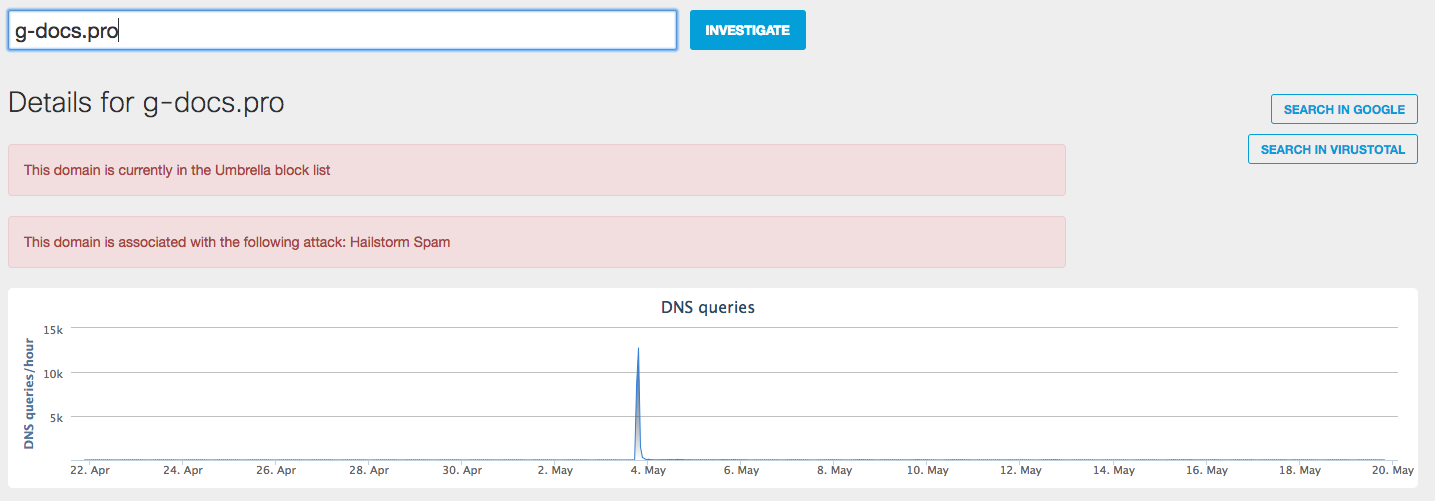 g-docs.pro
INVESTIGATE
Details for g-docs.pro
SEARCH IN GOOGLE
SEARCH IN VIRUSTOTAL
This domain is currently in the Umbrella block list
This domain is associated with the following attack: Hailstorm Spam
DNS queries
DNS queries/hour
15k
10k
5k
22. Apr 24. Apr 26. Apr 28. Apr 30. Apr 2. May 4. May 6. May 8. May 10. May 12. May 14. May 16. May 18. May 20. May